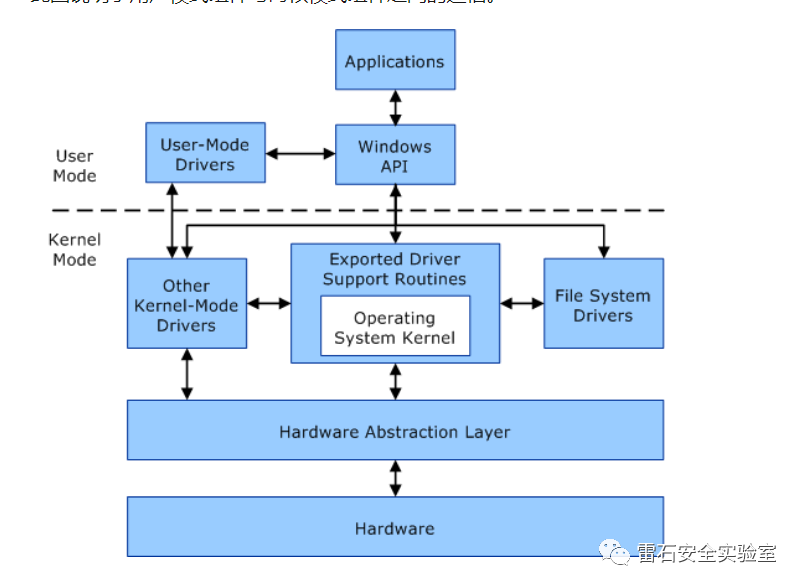 Applications
User-Mode
Drivers
Windows
API
User
Mode
Kernel
Mode
Other
Kernel-Mode
Drivers
Exported Driver
Support Routines
Operating
System Kernel
File System
Drivers
Hardware Abstraction Layer
Hardware
雷石安全实验室